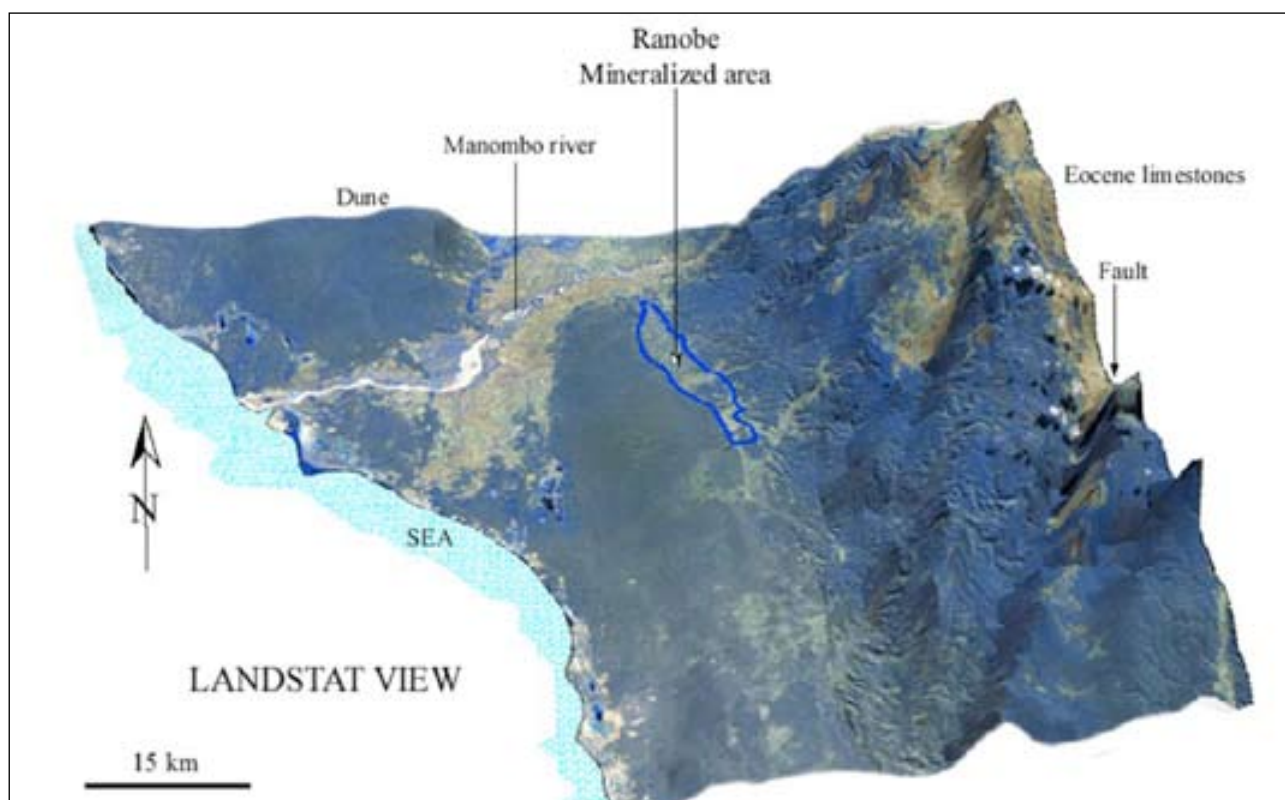 Ranobe
Mineralized area
Manombo river
Eocene limestones
Dune
Fault
N
SEA
LANDSTAT VIEW
15 km